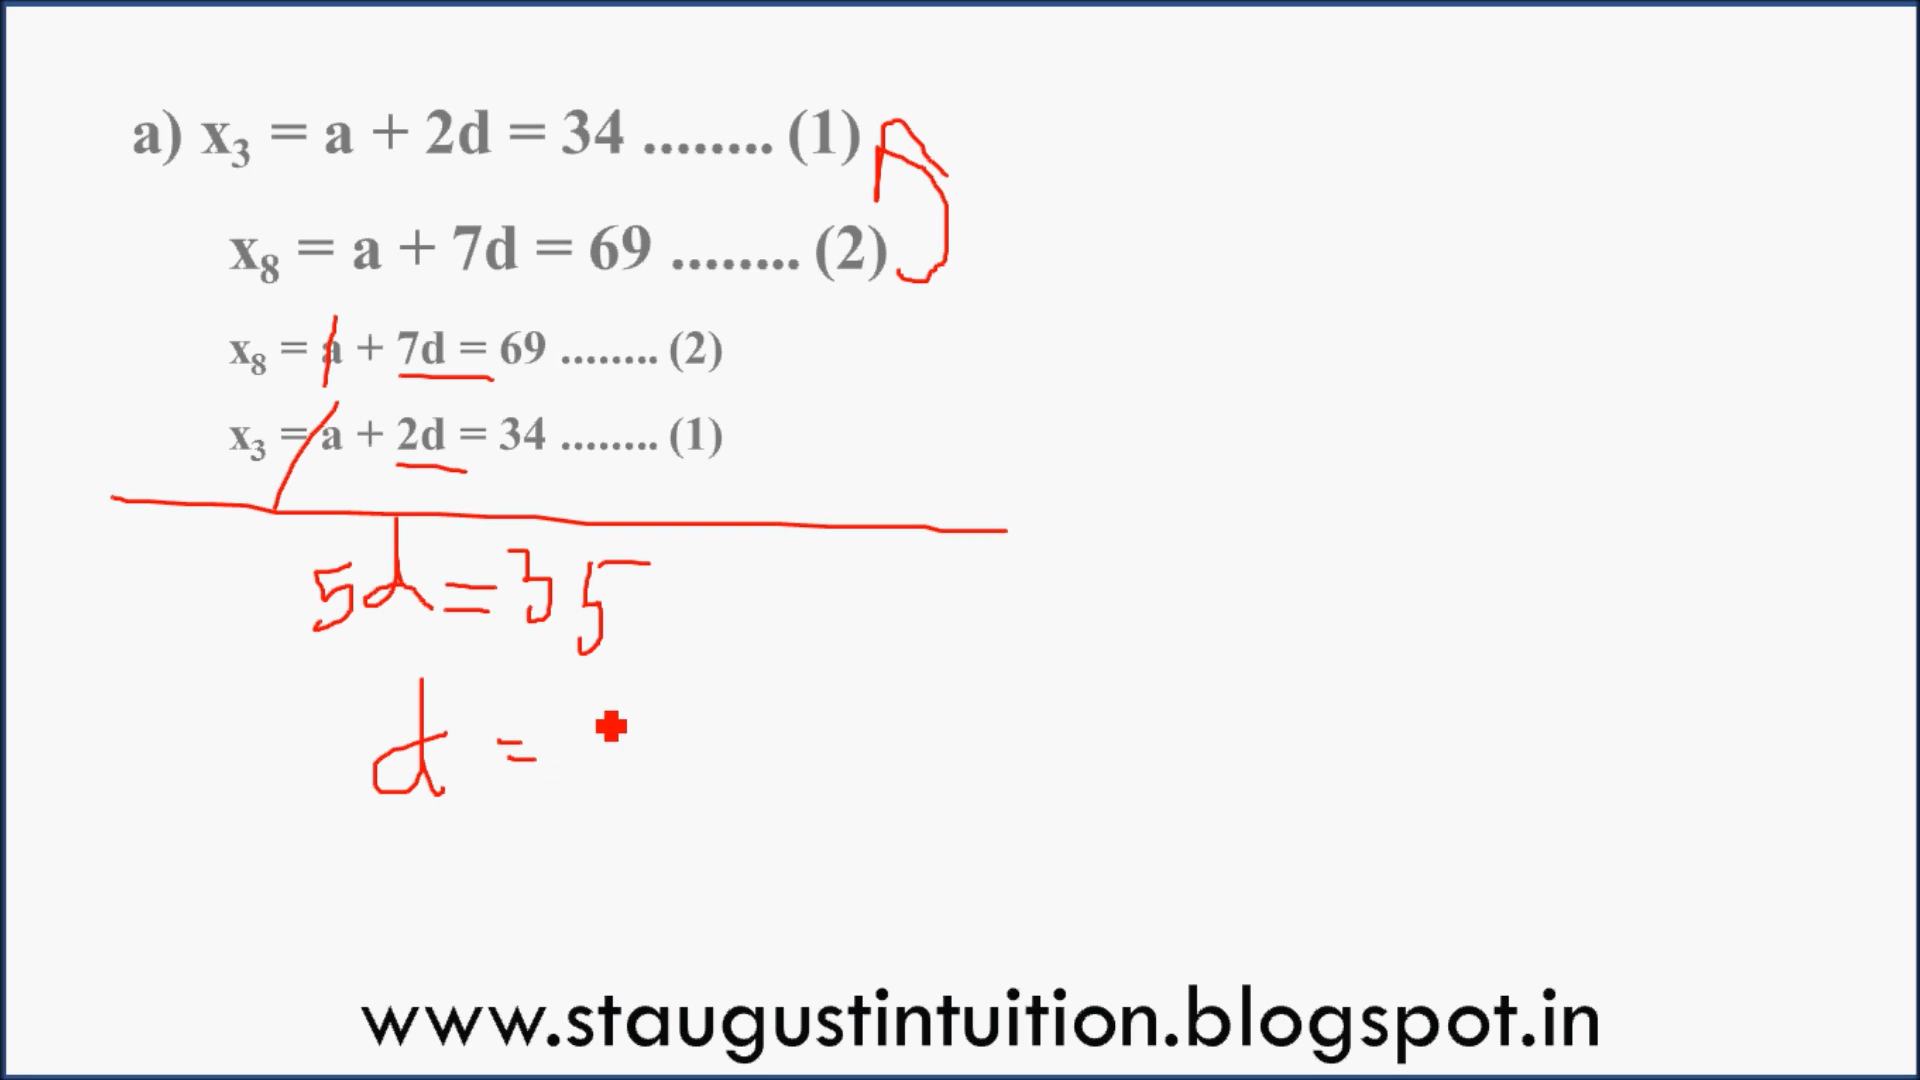 a) x₃ = a + 2d = 34 ........ (1)
x₈ = a + 7d = 69 ........ (2)
x₈ = a + 7d = 69 ........ (2)
x₃ = a + 2d = 34 ........ (1)
5d = 35
d =
www.staugustintuition.blogspot.in